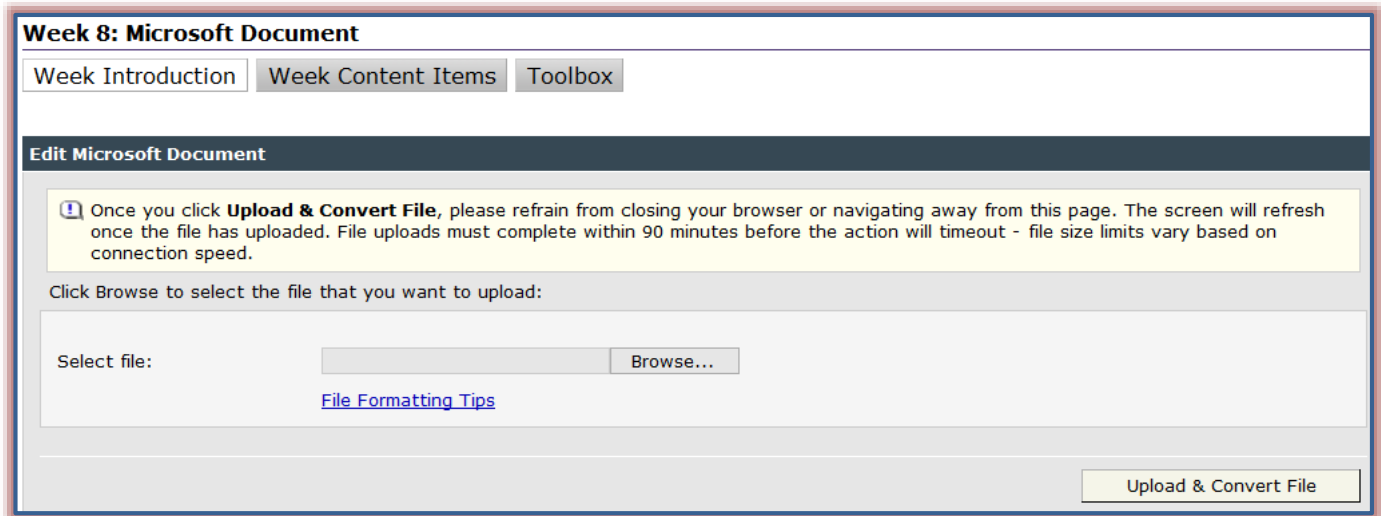 Week 8: Microsoft Document
Week Introduction Week Content Items Toolbox
Edit Microsoft Document
Once you click Upload & Convert File, please refrain from closing your browser or navigating away from this page. The screen will refresh
once the file has uploaded. File uploads must complete within 90 minutes before the action will timeout - file size limits vary based on
connection speed.
Click Browse to select the file that you want to upload:
Select file: Browse...
File Formatting Tips
Upload & Convert File